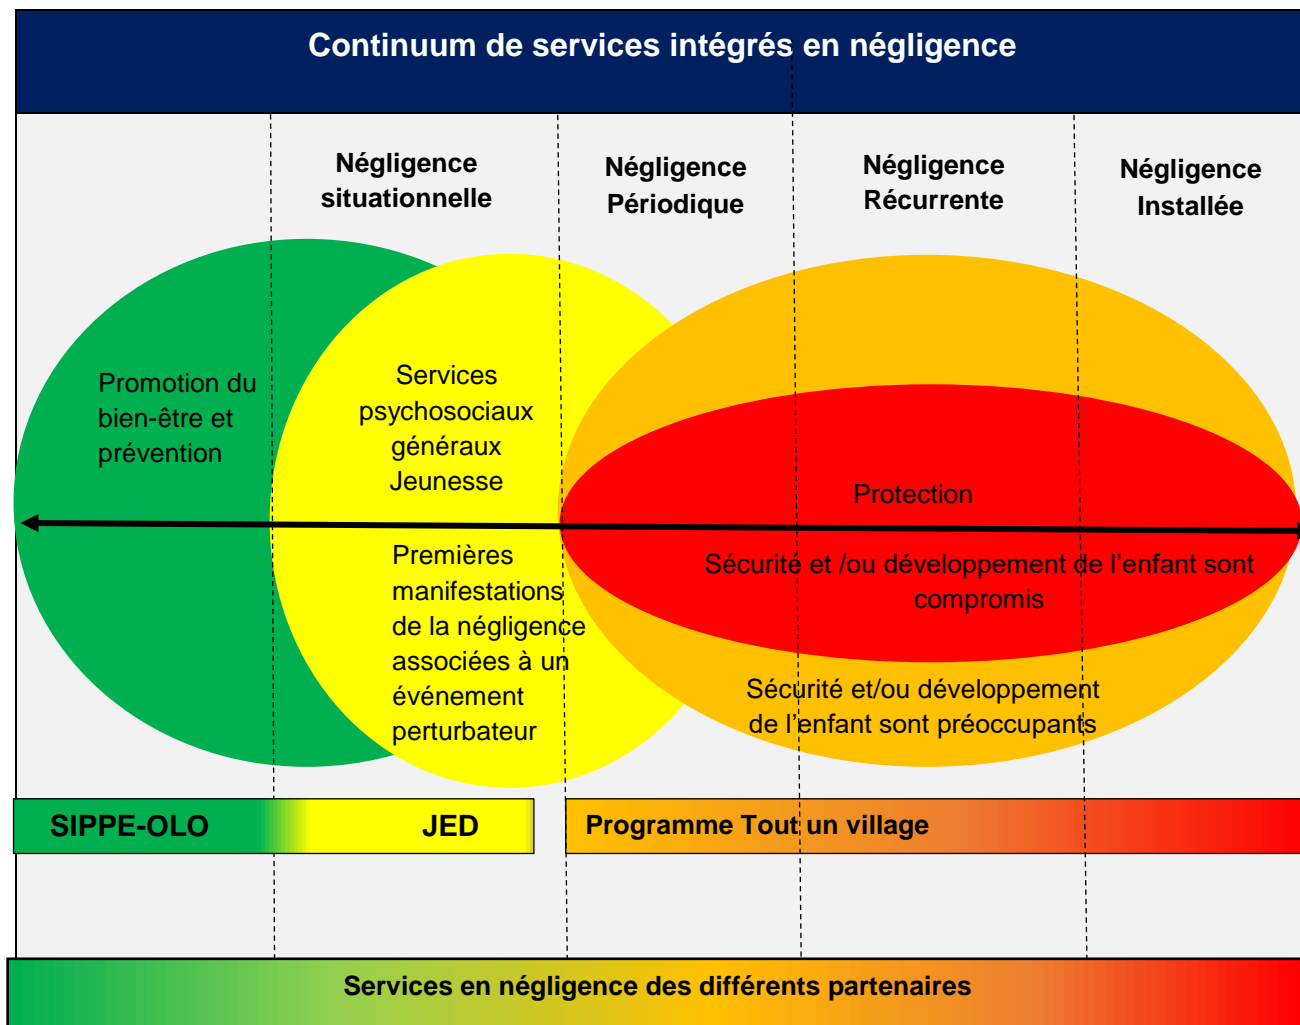 Continuum de services intégrés en négligence
Négligence
situationnelle
Négligence
Périodique
Négligence
Récurrente
Négligence
Installée
Promotion du
bien-être et
prévention
Services
psychosociaux
généraux
Jeunesse
Premières
manifestations
de la négligence
associées à un
événement
perturbateur
Protection
Sécurité et /ou développement de l’enfant sont
compromis
Sécurité et/ou développement
de l’enfant sont préoccupants
SIPPE-OLO
JED
Programme Tout un village
Services en négligence des différents partenaires